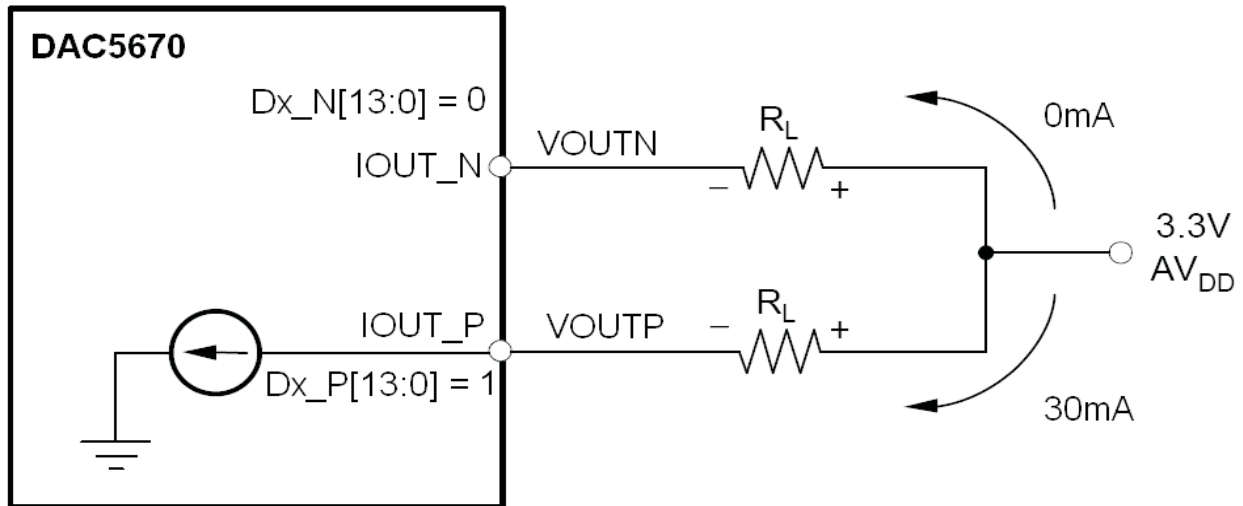 DAC5670
Dx_N[13:0] = 0
IOUT_N
VOUTN
R_L
− +
0mA
3.3V
AV_DD
IOUT_P
VOUTP
R_L
− +
Dx_P[13:0] = 1
30mA